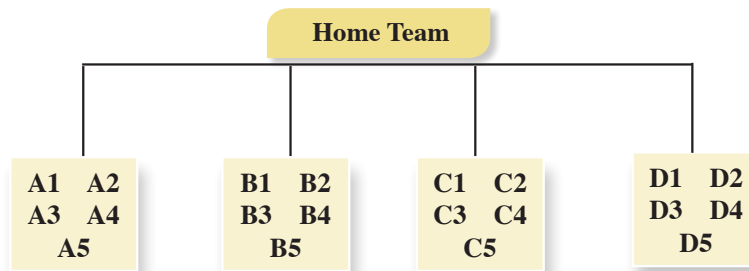 Home Team
A1 A2
A3 A4
A5
B1 B2
B3 B4
B5
C1 C2
C3 C4
C5
D1 D2
D3 D4
D5